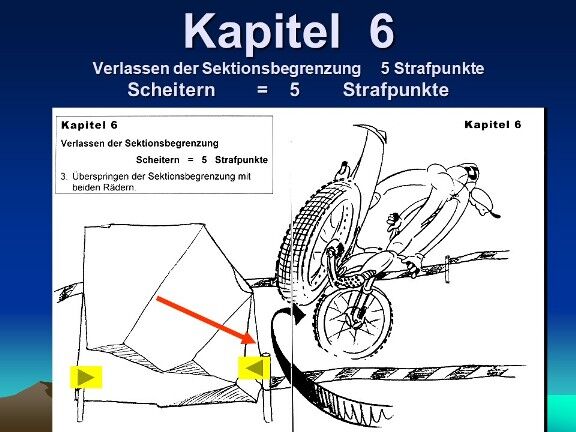 Kapitel 6
Verlassen der Sektionsbegrenzung 5 Strafpunkte
Scheitern = 5 Strafpunkte
Kapitel 6
Verlassen der Sektionsbegrenzung
Scheitern = 5 Strafpunkte
3. Überspringen der Sektionsbegrenzung mit
beiden Rädern.
Kapitel 6